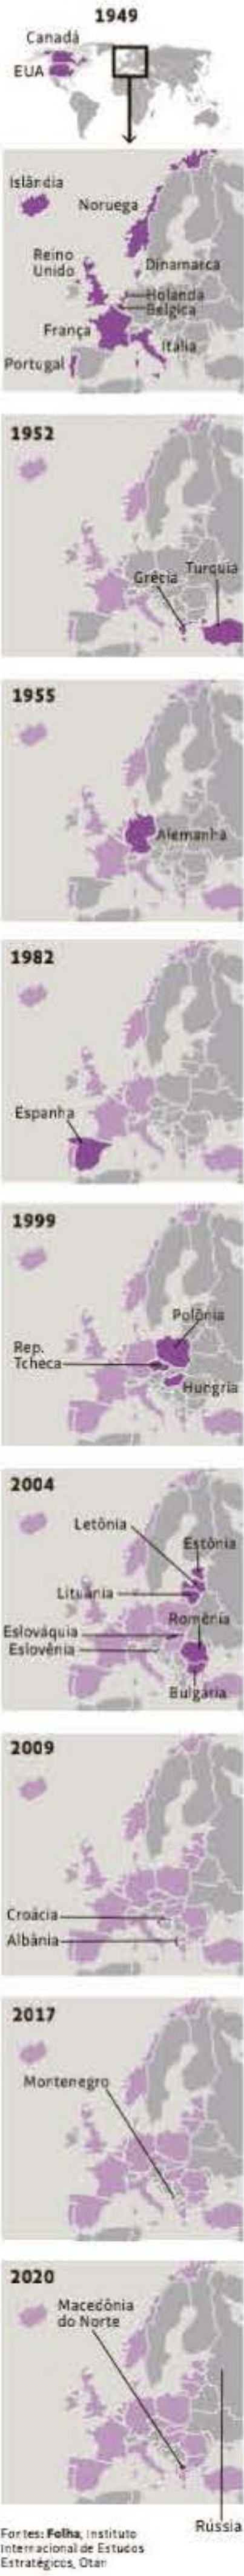 1949
Canadá
EUA
Islândia
Noruega
Reino
Unido
Dinamarca
Holanda
Bélgica
França
Itália
Portugal
1952
Grécia
Turquia
1955
Alemanha
1982
Espanha
1999
Polônia
Rep.
Tcheca
Hungria
2004
Letônia
Estônia
Lituânia
Romênia
Eslováquia
Eslovênia
Bulgária
2009
Croácia
Albânia
2017
Montenegro
2020
Macedônia
do Norte
Rússia
Fortes: Folha, Instituto
Internacional de Estudos
Estratégicos, Otan